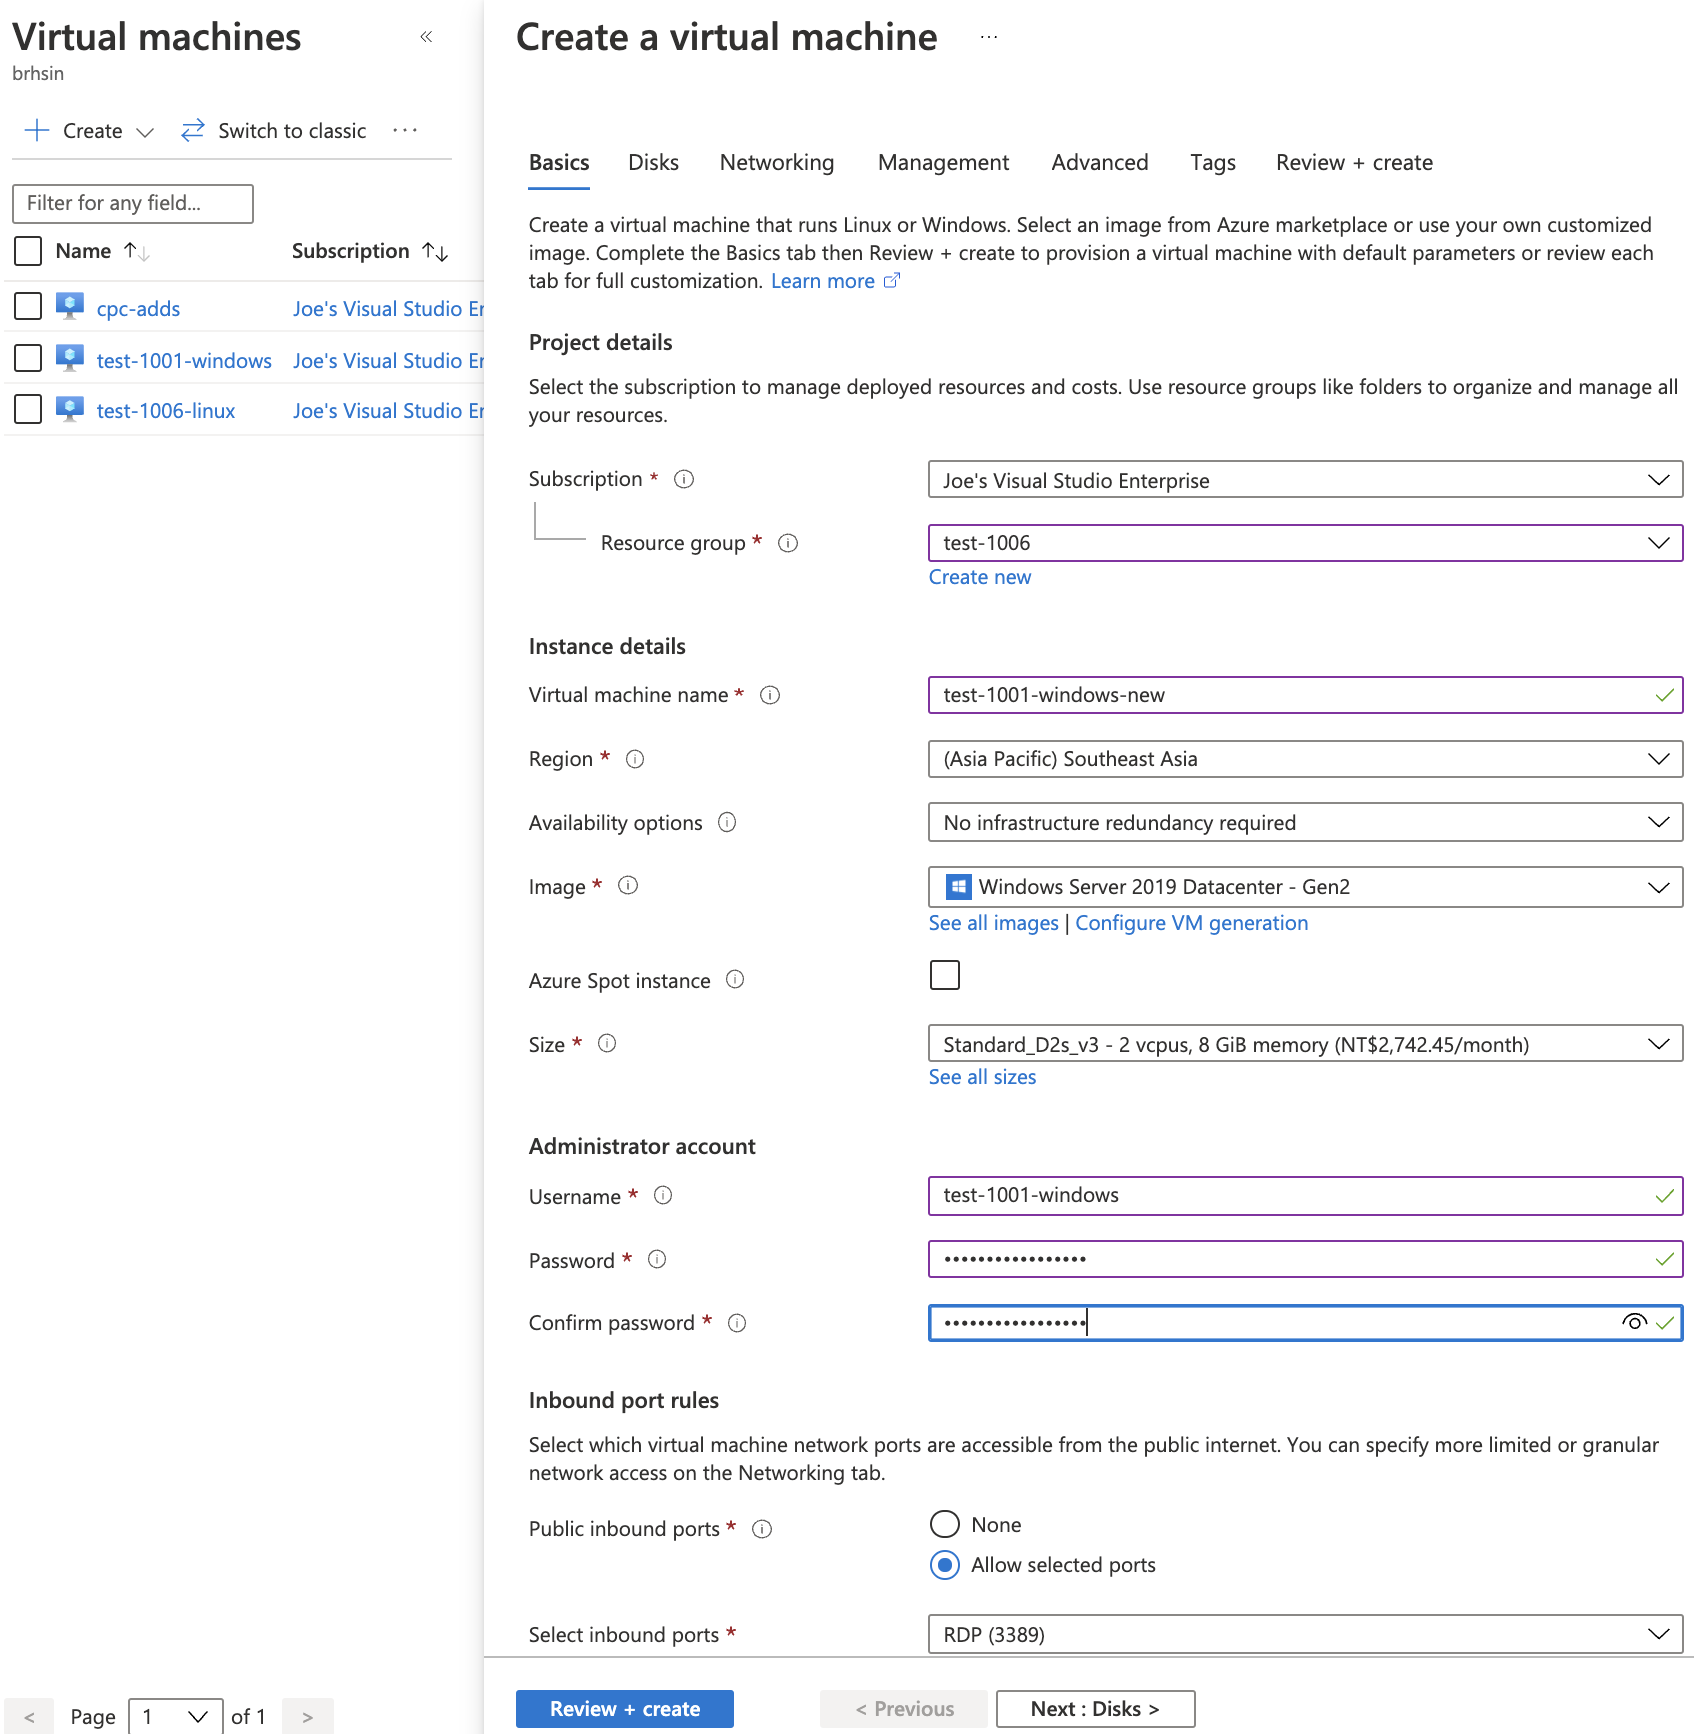 Virtual machines
«
brhsin
Create
Switch to classic
...
Filter for any field...
Name
Subscription
cpc-adds
Joe's Visual Studio Er
test-1001-windows
Joe's Visual Studio Er
test-1006-linux
Joe's Visual Studio Er
<
Page
1
of 1
>
Create a virtual machine
...
Basics
Disks
Networking
Management
Advanced
Tags
Review + create
Create a virtual machine that runs Linux or Windows. Select an image from Azure marketplace or use your own customized
image. Complete the Basics tab then Review + create to provision a virtual machine with default parameters or review each
tab for full customization. Learn more
Project details
Select the subscription to manage deployed resources and costs. Use resource groups like folders to organize and manage all
your resources.
Subscription *
Joe's Visual Studio Enterprise
Resource group *
test-1006
Create new
Instance details
Virtual machine name *
test-1001-windows-new
Region *
(Asia Pacific) Southeast Asia
Availability options
No infrastructure redundancy required
Image *
Windows Server 2019 Datacenter - Gen2
See all images | Configure VM generation
Azure Spot instance
Size *
Standard_D2s_v3 - 2 vcpus, 8 GiB memory (NT$2,742.45/month)
See all sizes
Administrator account
Username *
test-1001-windows
Password *
•••••••••••••••••
Confirm password *
•••••••••••••••••
Inbound port rules
Select which virtual machine network ports are accessible from the public internet. You can specify more limited or granular
network access on the Networking tab.
Public inbound ports *
None
Allow selected ports
Select inbound ports *
RDP (3389)
Review + create
< Previous
Next : Disks >